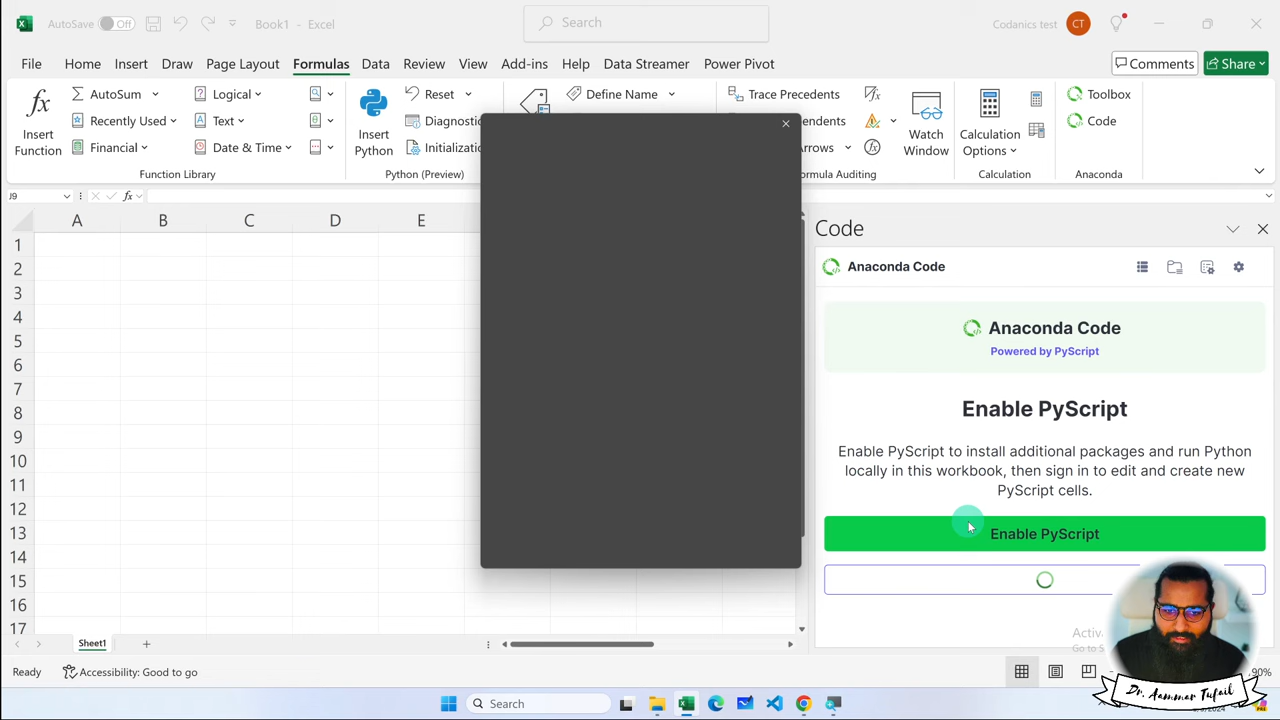 AutoSave Off Book1 - Excel Search Codanics test CT
File Home Insert Draw Page Layout Formulas Data Review View Add-ins Help Data Streamer Power Pivot Comments Share
AutoSum Logical Reset Define Name Trace Precedents Toolbox
Recently Used Text Diagnostic Code
Insert Function
Financial Date & Time
Insert Python
Initializatio
Arrows
Watch Window
Calculation Options
Function Library Python (Preview) Formula Auditing Calculation Anaconda
J9 fx
A B C D E
1
2
3
4
5
6
7
8
9
10
11
12
13
14
15
16
17
Code
Anaconda Code
Anaconda Code
Powered by PyScript
Enable PyScript
Enable PyScript to install additional packages and run Python
locally in this workbook, then sign in to edit and create new
PyScript cells.
Enable PyScript
Sheet1
Ready Accessibility: Good to go 90%
Search
Dr. Aammar Tufail